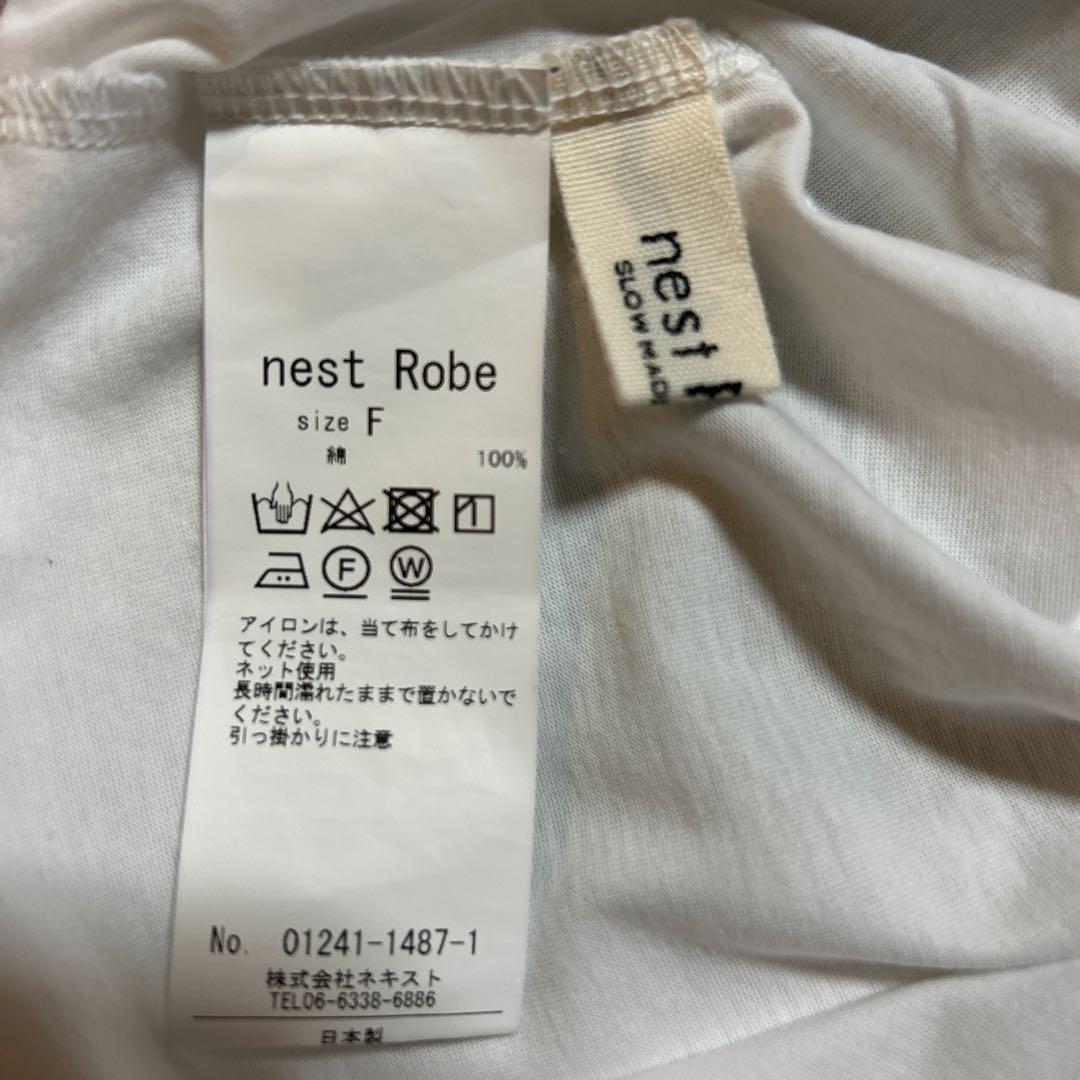 nest Robe
size F
綿 100%
F W
アイロンは、当て布をしてかけ
てください。
ネット使用
長時間濡れたままで置かないで
ください。
引っ掛かりに注意
No. 01241-1487-1
株式会社ネキスト
TEL06-6338-6886
日本製
nest
SLOW MADE